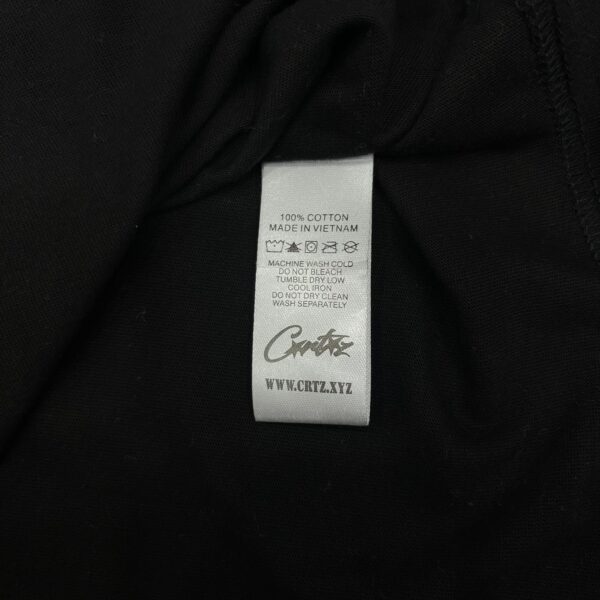 100% COTTON
MADE IN VIETNAM
MACHINE WASH COLD
DO NOT BLEACH
TUMBLE DRY LOW
COOL IRON
DO NOT DRY CLEAN
WASH SEPARATELY
Cortez
WWW.CRTZ.XYZ